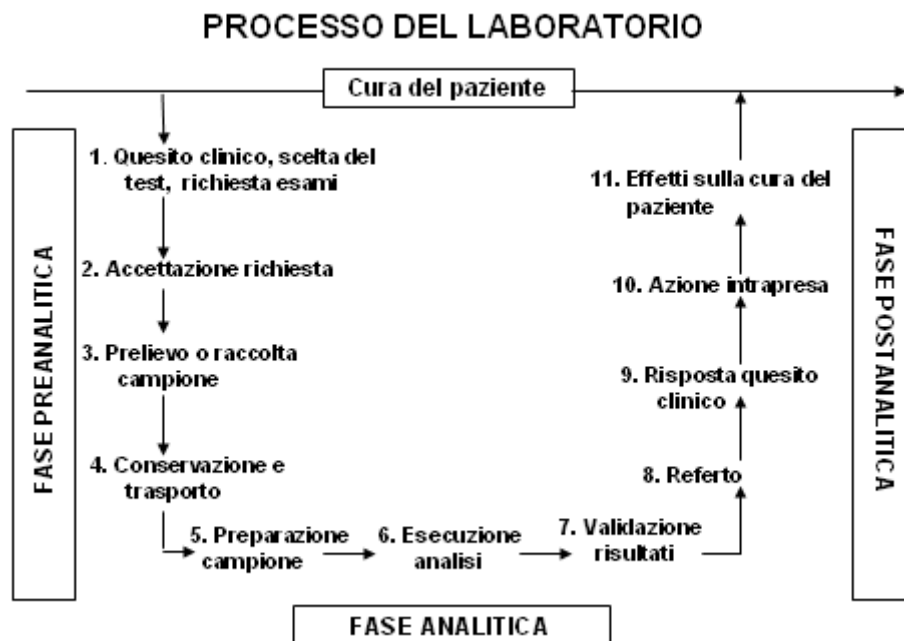 PROCESSO DEL LABORATORIO
Cura del paziente
FASE PREANALITICA
1. Quesito clinico, scelta del
test, richiesta esami
2. Accettazione richiesta
3. Prelievo o raccolta
campione
4. Conservazione e
trasporto
5. Preparazione
campione
6. Esecuzione
analisi
7. Validazione
risultati
8. Referto
9. Risposta quesito
clinico
10. Azione intrapresa
11. Effetti sulla cura del
paziente
FASE POSTANALITICA
FASE ANALITICA